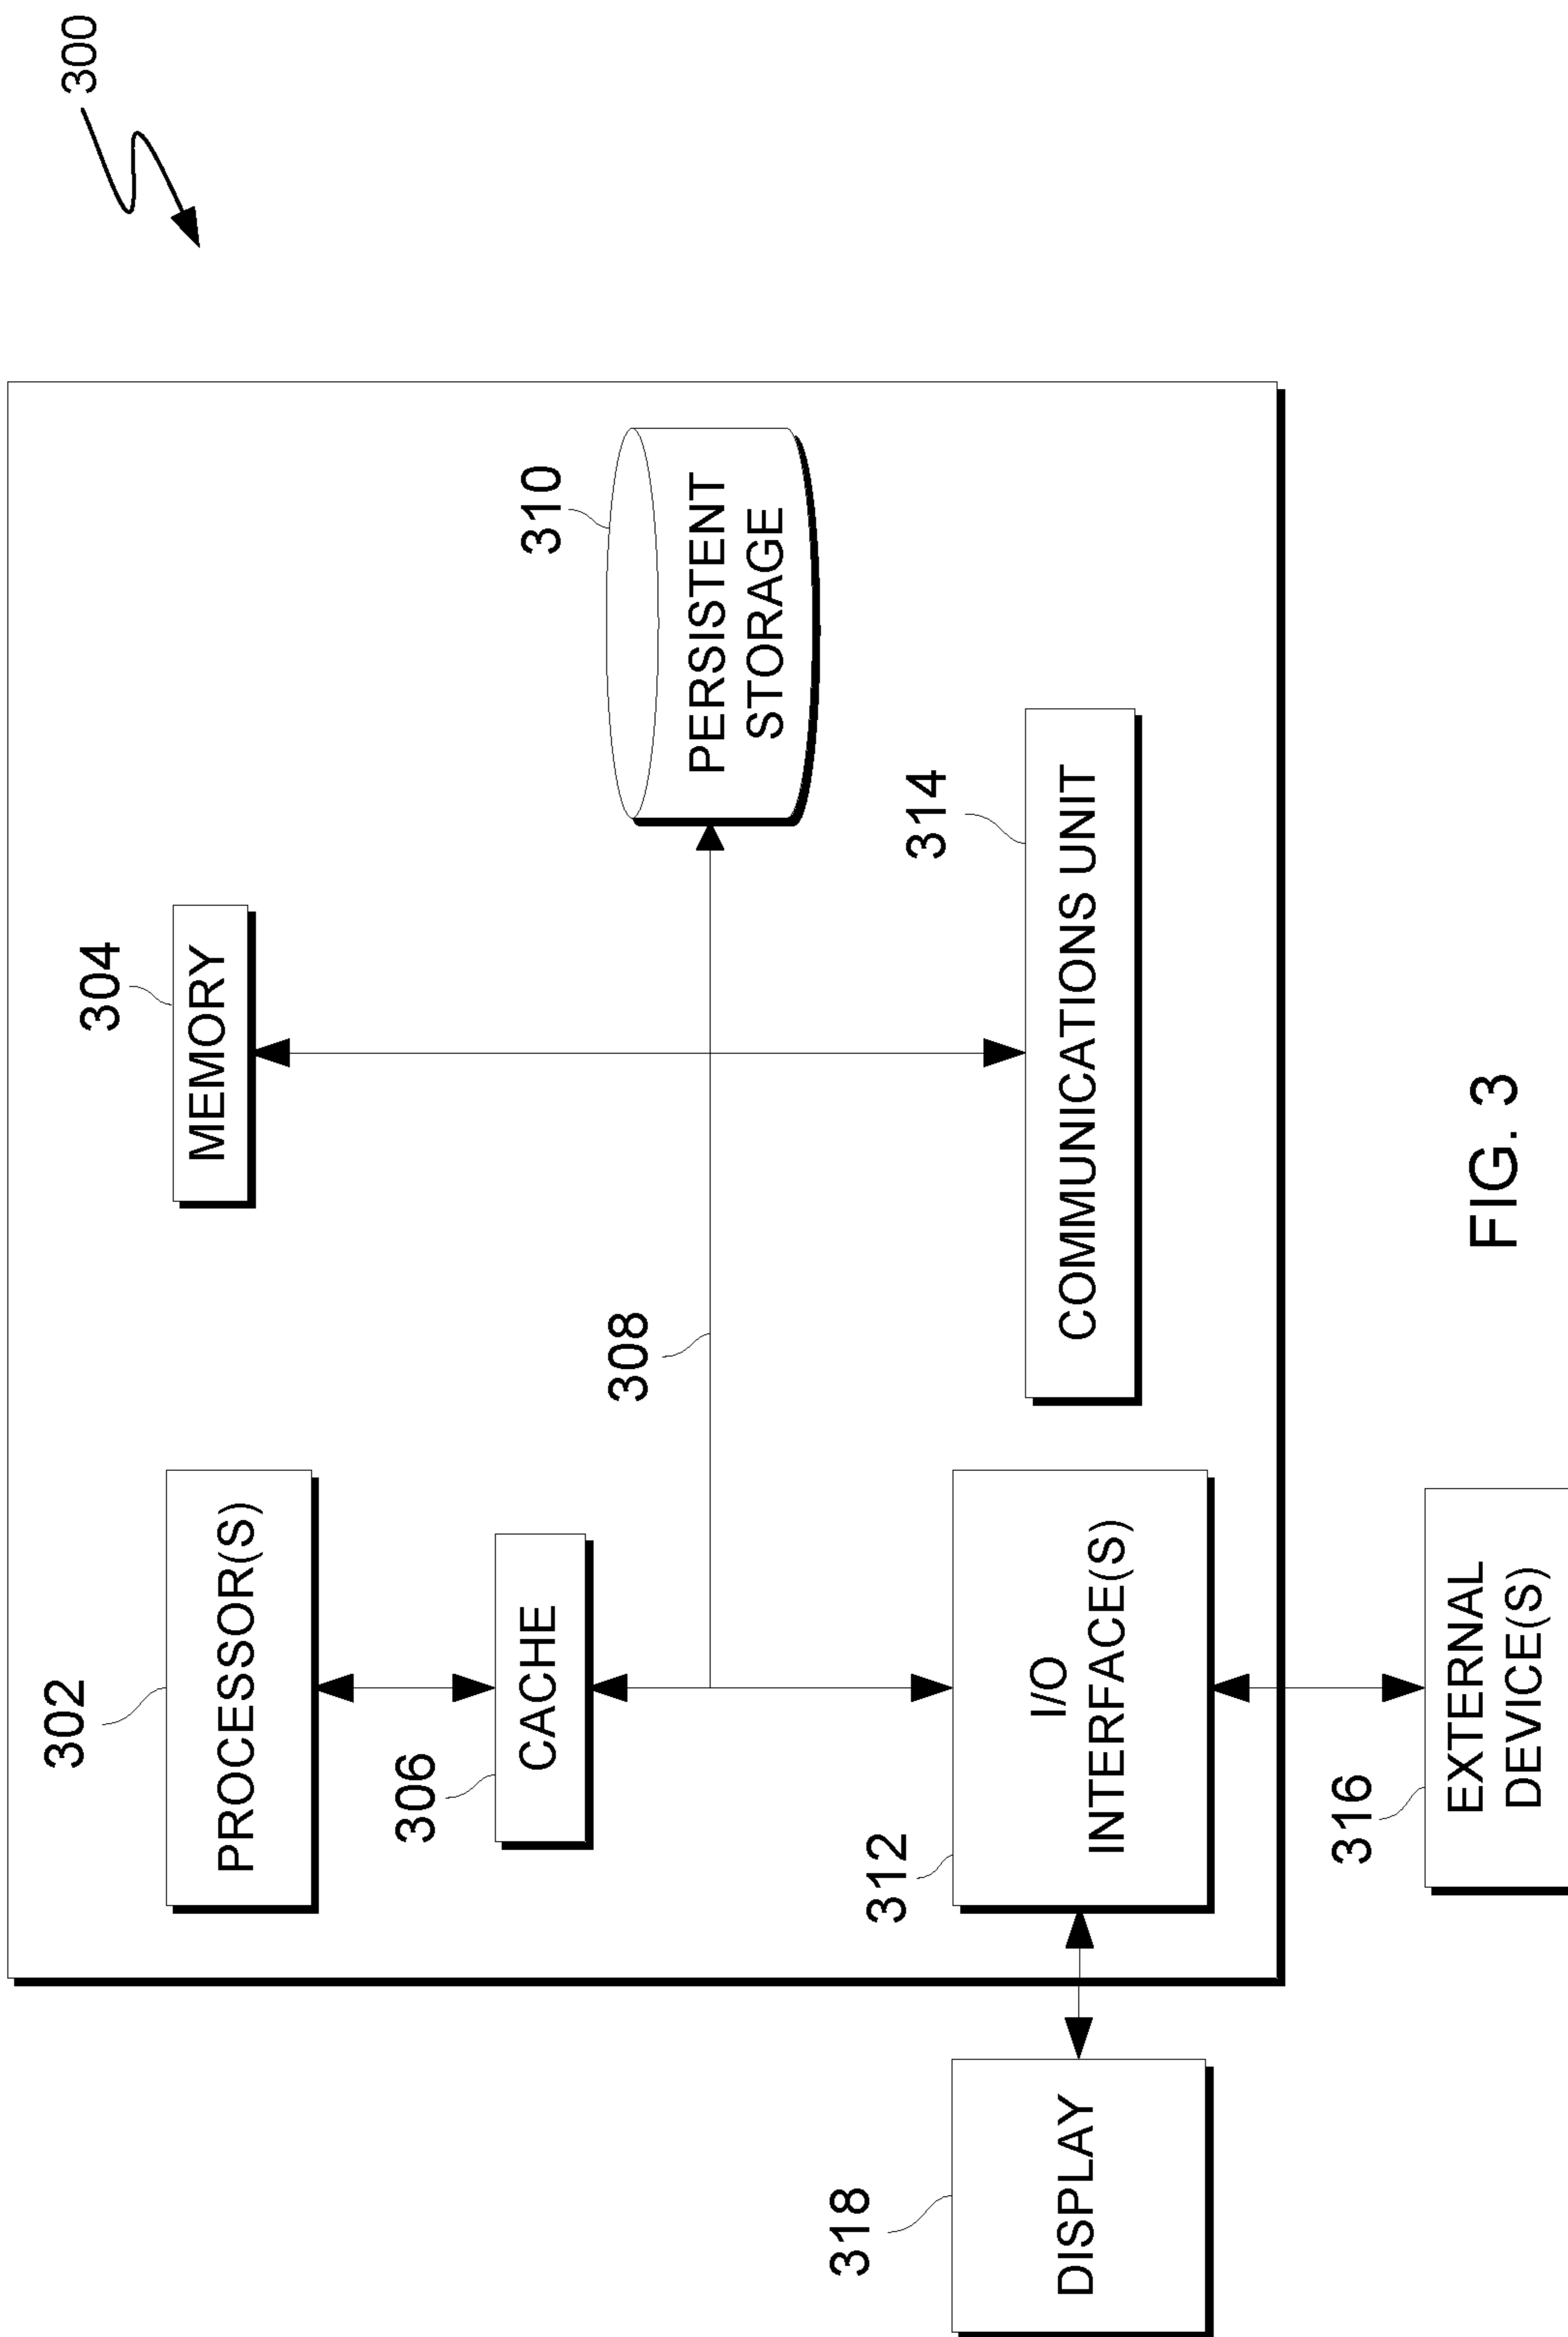 300
302
PROCESSOR(S)
304
MEMORY
306
CACHE
308
310
PERSISTENT
STORAGE
318
DISPLAY
312
I/O
INTERFACE(S)
314
COMMUNICATIONS UNIT
316
EXTERNAL
DEVICE(S)
FIG. 3